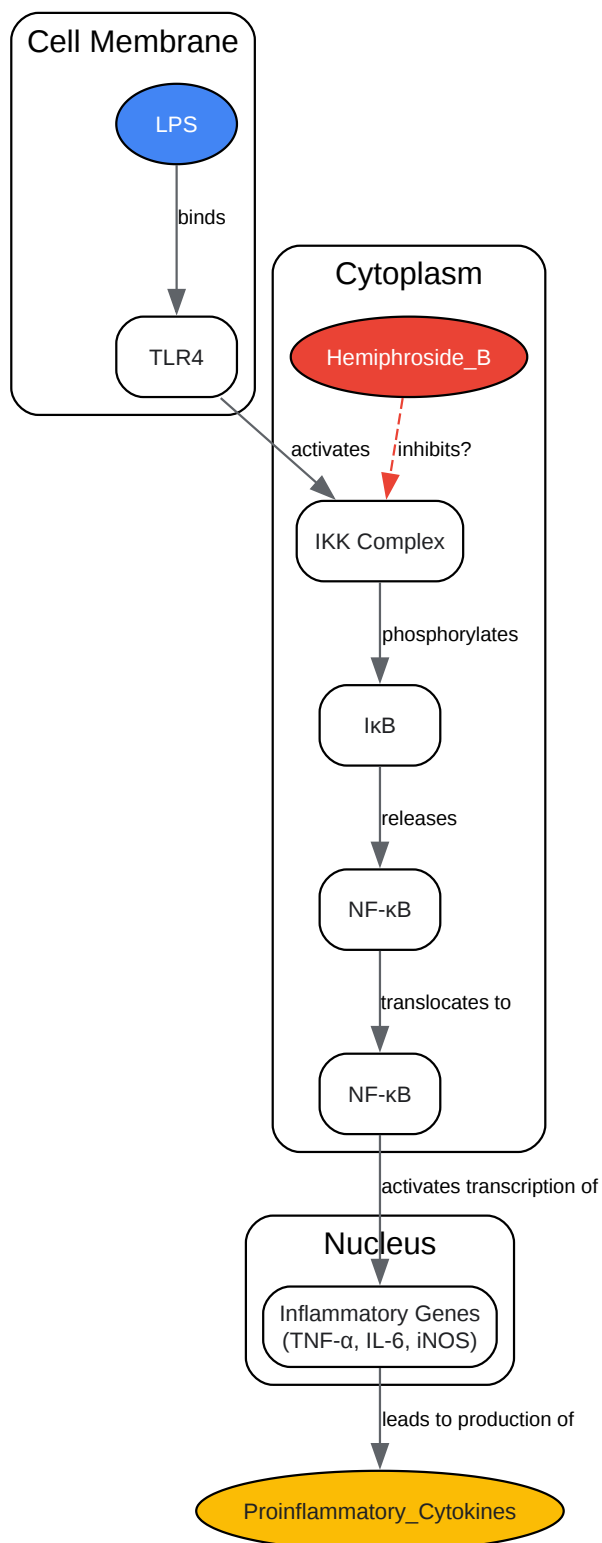 Cell Membrane
LPS
binds
TLR4
Cytoplasm
Hemiphroside_B
activates
inhibits?
IKK Complex
phosphorylates
IκB
releases
NF-κB
translocates to
NF-κB
activates transcription of
Nucleus
Inflammatory Genes
(TNF-α, IL-6, iNOS)
leads to production of
Proinflammatory_Cytokines